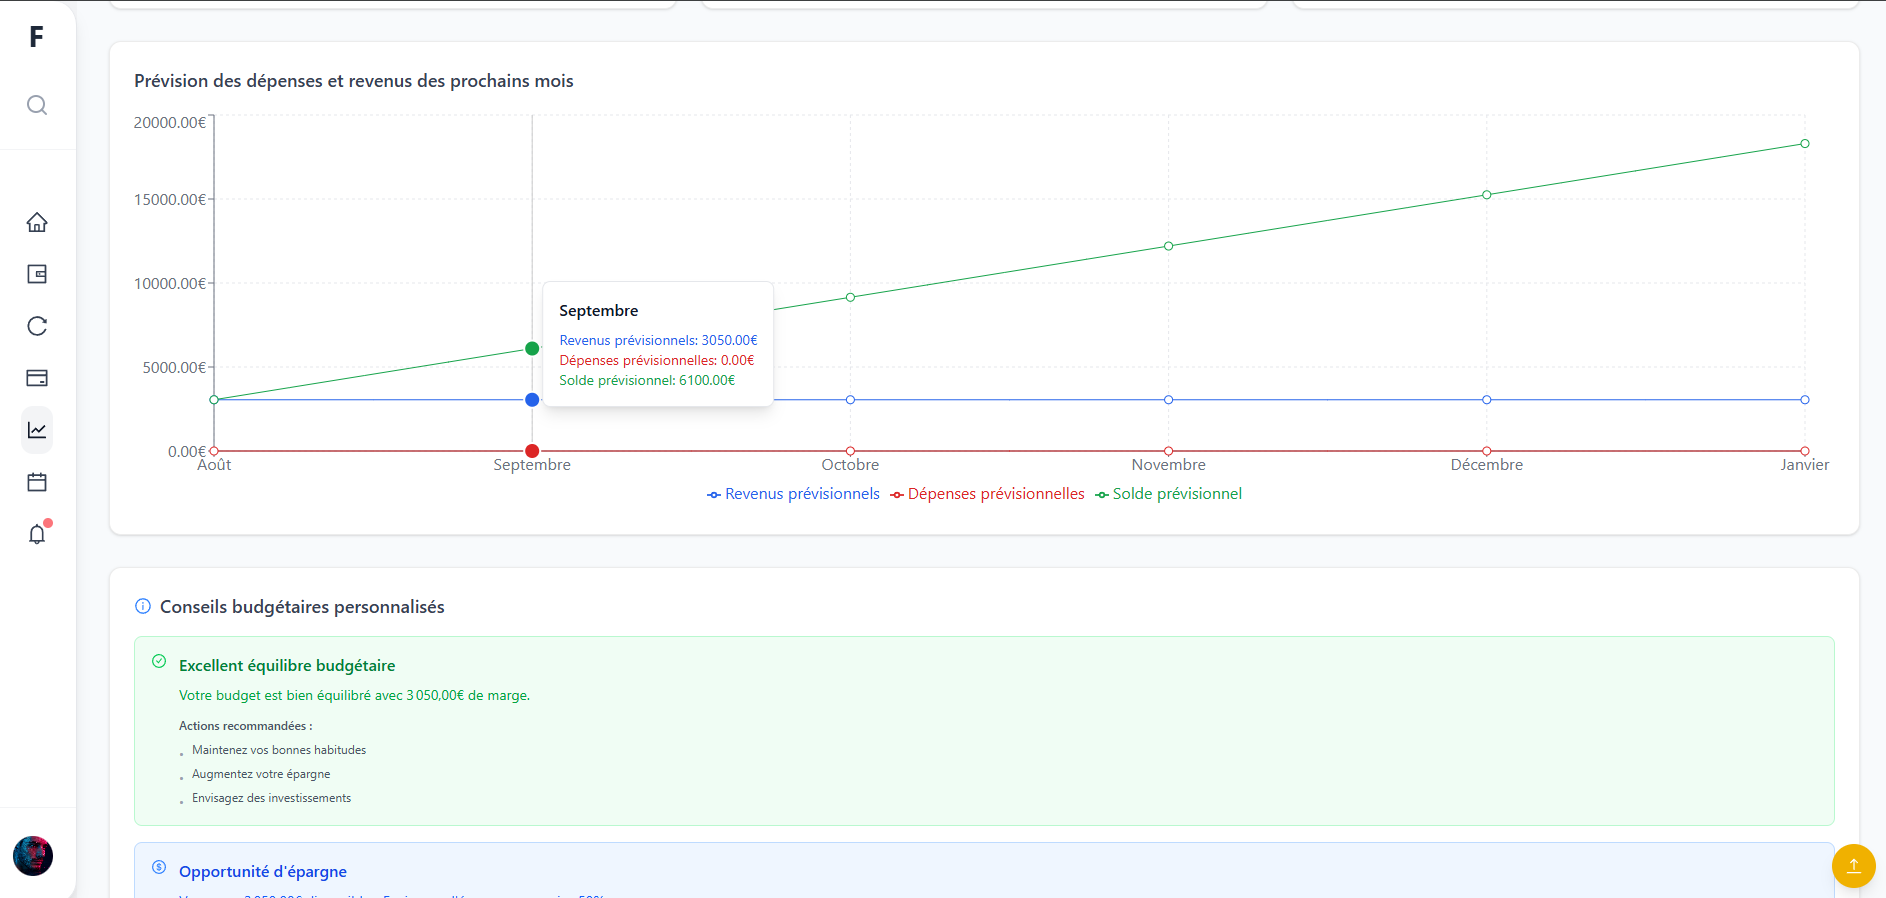 F
Prévision des dépenses et revenus des prochains mois
20000.00€
15000.00€
10000.00€
5000.00€
0.00€
Septembre
Revenus prévisionnels: 3050.00€
Dépenses prévisionnelles: 0.00€
Solde prévisionnel: 6100.00€
Août Septembre Octobre Novembre Décembre Janvier
Revenus prévisionnels Dépenses prévisionnelles Solde prévisionnel
Conseils budgétaires personnalisés
Excellent équilibre budgétaire
Votre budget est bien équilibré avec 3 050,00€ de marge.
Actions recommandées :
Maintenez vos bonnes habitudes
Augmentez votre épargne
Envisagez des investissements
Opportunité d'épargne